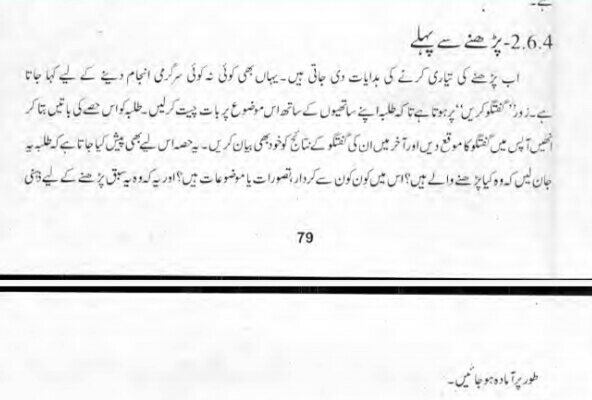 ہے۔
2.6.4- پڑھنے سے پہلے
اب پڑھنے کی تیاری کرنے کی ہدایات دی جاتی ہیں۔ یہاں بھی کوئی نہ کوئی سرگرمی انجام دینے کے لیے کہا جاتا
ہے۔ زور ”گفتگو کریں“ پر ہوتا ہے تاکہ طلبہ اپنے ساتھیوں کے ساتھ اس موضوع پر بات چیت کرلیں۔ طلبہ کو اس حصے کی باتیں بتا کر
انھیں آپس میں گفتگو کا موقع دیں اور آخر میں ان کی گفتگو کے نتائج کو خود بھی بیان کریں۔ یہ حصہ اس لیے بھی پیش کیا جاتا ہے کہ طلبہ یہ
جان لیں کہ وہ کیا پڑھنے والے ہیں؟ اس میں کون کون سے کردار، تصورات یا موضوعات ہیں؟ اور یہ کہ وہ یہ سبق پڑھنے کے لیے ذہنی
79
طور پر آمادہ ہو جائیں۔